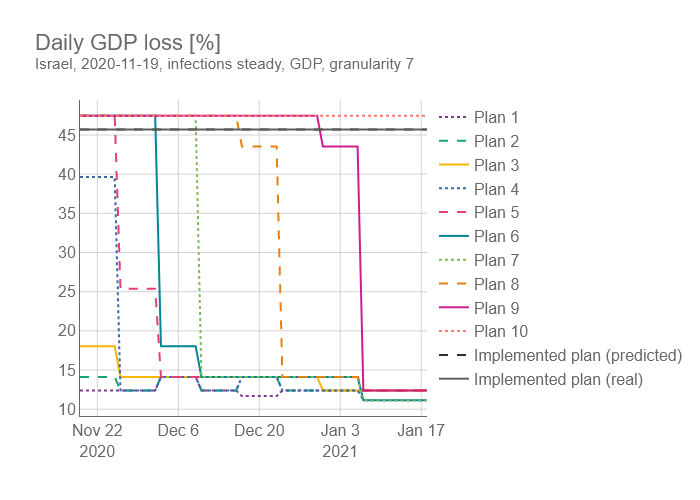 Daily GDP loss [%]
Israel, 2020-11-19, infections steady, GDP, granularity 7
45
40
35
30
25
20
15
10
Nov 22
2020
Dec 6
Dec 20
Jan 3
2021
Jan 17
Plan 1
Plan 2
Plan 3
Plan 4
Plan 5
Plan 6
Plan 7
Plan 8
Plan 9
Plan 10
Implemented plan (predicted)
Implemented plan (real)